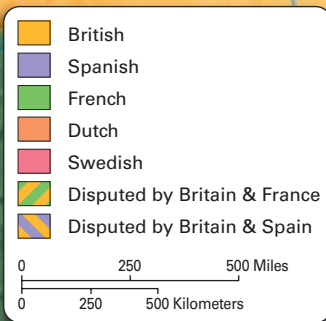 British
Spanish
French
Dutch
Swedish
Disputed by Britain & France
Disputed by Britain & Spain
0 250 500 Miles
0 250 500 Kilometers